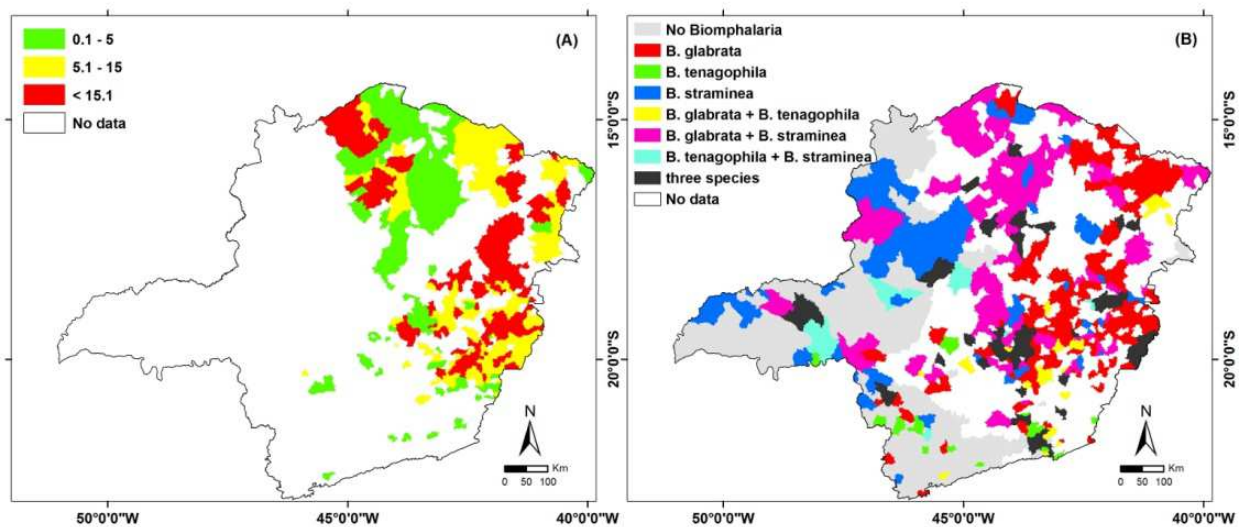 0.1 - 5
5.1 - 15
< 15.1
No data
(A)
15°0'0"S
20°0'0"S
N
Km
0 50 100
50°0'0"W
45°0'0"W
40°0'0"W
No Biomphalaria
B. glabrata
B. tenagophila
B. straminea
B. glabrata + B. tenagophila
B. glabrata + B. straminea
B. tenagophila + B. straminea
three species
No data
(B)
15°0'0"S
20°0'0"S
N
Km
0 50 100
50°0'0"W
45°0'0"W
40°0'0"W